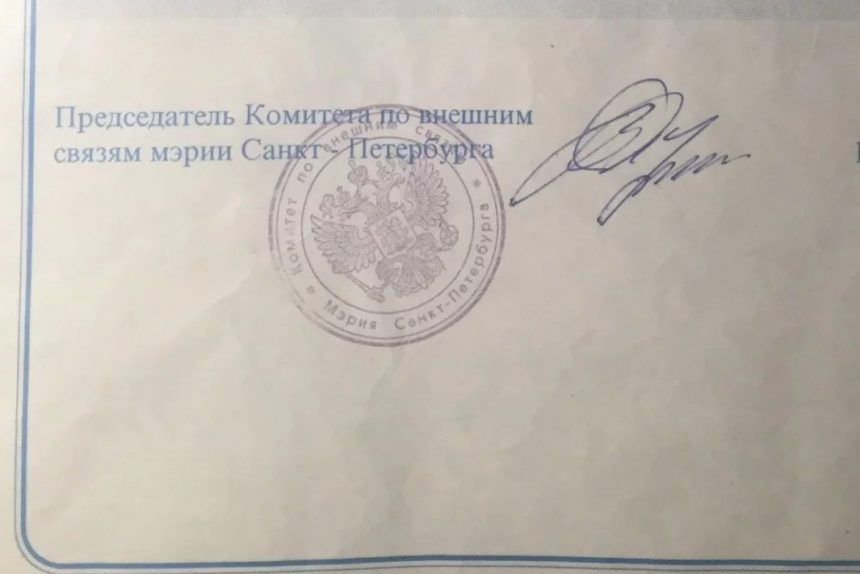 Председатель Комитета по внешним
связям мэрии Санкт - Петербурга
* Комитет по внешним связям *
Мэрия Санкт-Петербурга